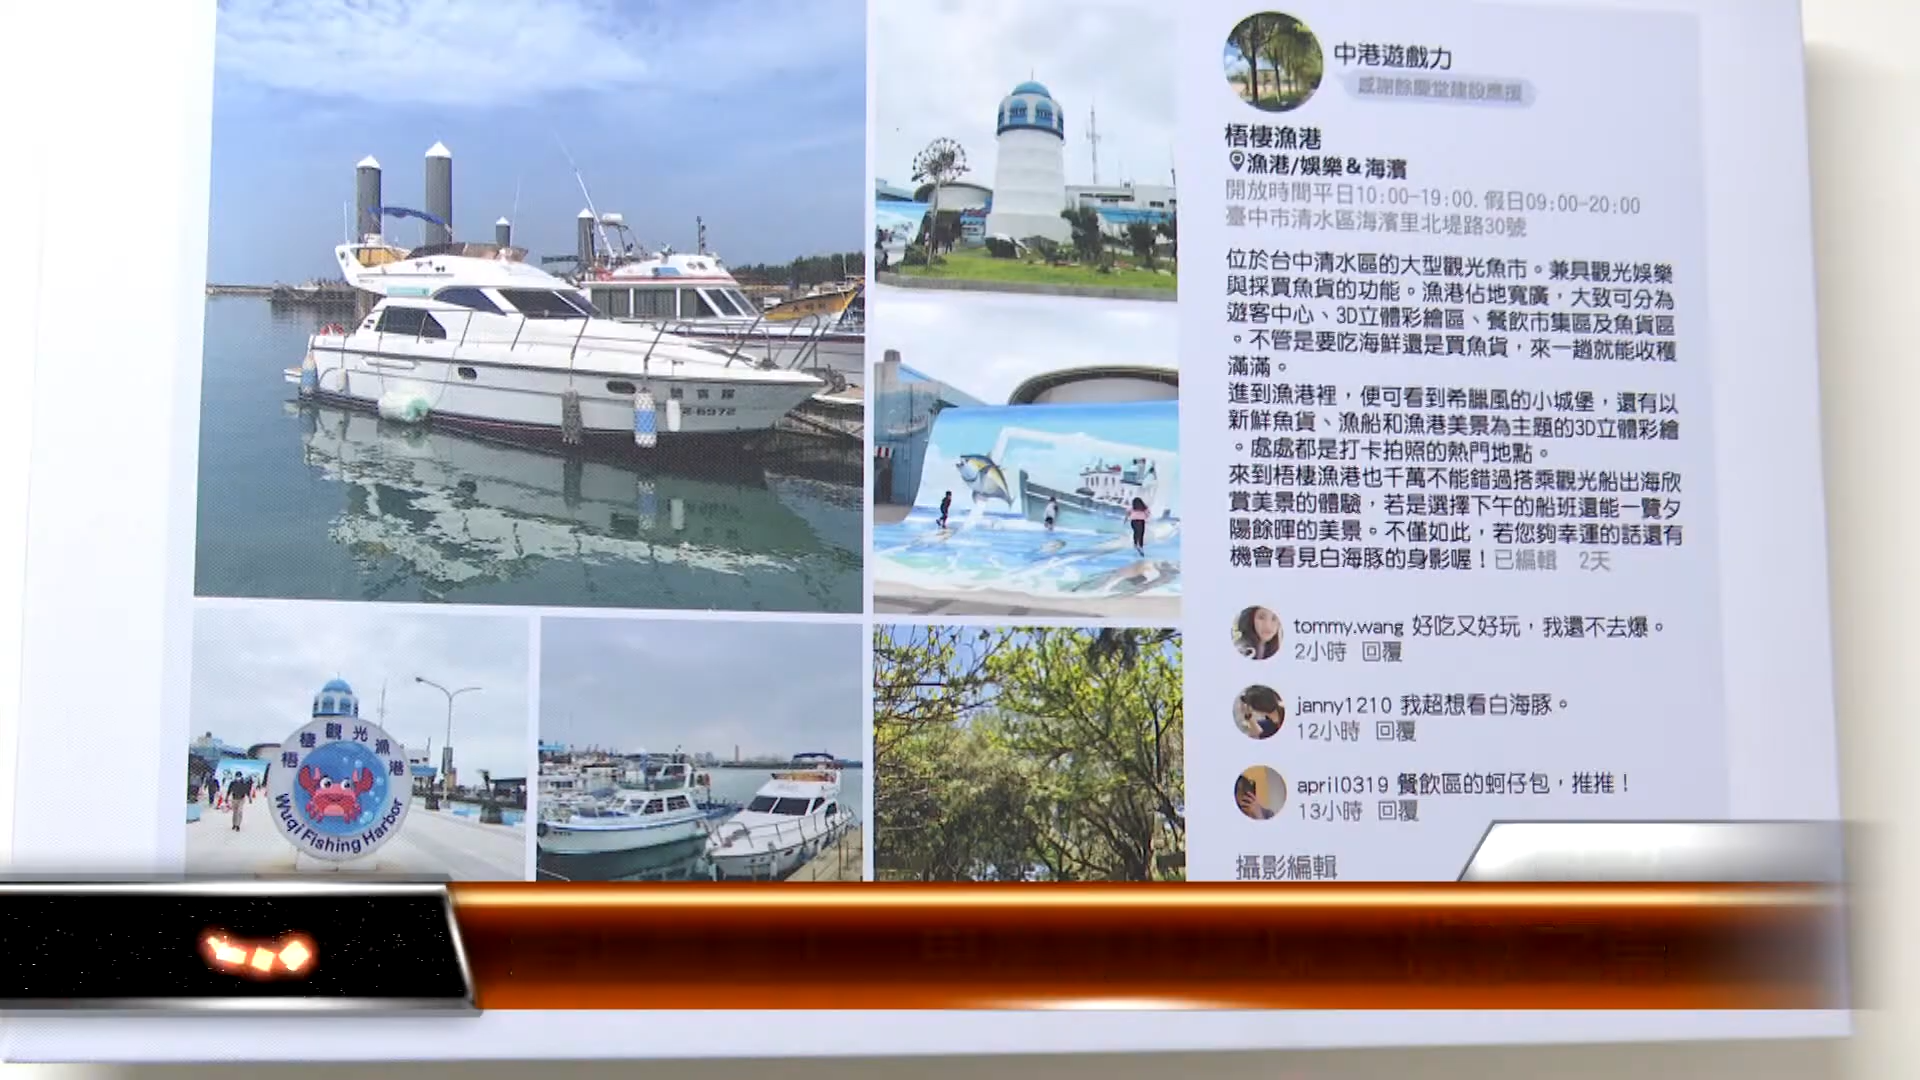 中港遊戲力
感謝餘慶堂建設應援
梧棲漁港
漁港/娛樂&海濱
開放時間平日10:00-19:00. 假日09:00-20:00
臺中市清水區海濱里北堤路30號
位於台中清水區的大型觀光魚市。兼具觀光娛樂
與採買魚貨的功能。漁港佔地寬廣，大致可分為
遊客中心、3D立體彩繪區、餐飲市集區及魚貨區
。不管是要吃海鮮還是買魚貨，來一趟就能收穫
滿滿。
進到漁港裡，便可看到希臘風的小城堡，還有以
新鮮魚貨、漁船和漁港美景為主題的3D立體彩繪
。處處都是打卡拍照的熱門地點。
來到梧棲漁港也千萬不能錯過搭乘觀光船出海欣
賞美景的體驗，若是選擇下午的船班還能一覽夕
陽餘暉的美景。不僅如此，若您夠幸運的話還有
機會看見白海豚的身影喔！已編輯 2天
tommy.wang 好吃又好玩，我還不去爆。
2小時 回覆
janny1210 我超想看白海豚。
12小時 回覆
april0319 餐飲區的蚵仔包，推推！
13小時 回覆
攝影編輯
梧棲觀光漁港
Wuqi Fishing Harbor